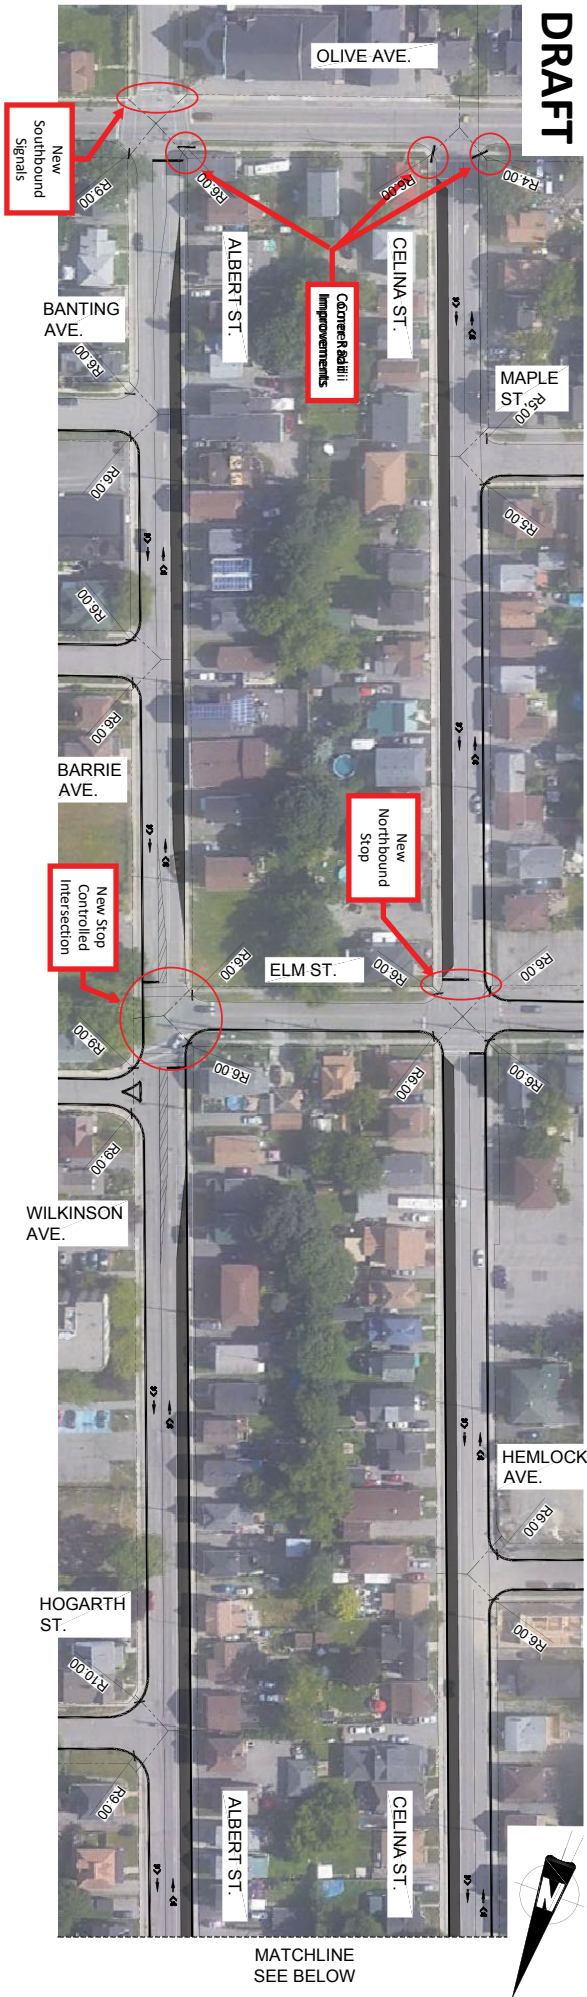 DRAFT
OLIVE AVE.
New
Southbound
Signals
R9.00
R6.00
R6.00
R4.00
ALBERT ST.
CELINA ST.
Corner Radii
Improvements
BANTING
AVE.
MAPLE
ST.
R6.00
R5.00
R6.00
R5.00
R6.00
R6.00
BARRIE
AVE.
New
Northbound
Stop
New Stop
Controlled
Intersection
ELM ST.
R6.00
R6.00
R6.00
R9.00
R6.00
R6.00
R6.00
R9.00
WILKINSON
AVE.
HEMLOCK
AVE.
R6.00
R6.00
HOGARTH
ST.
R10.00
R9.00
ALBERT ST.
CELINA ST.
N
MATCHLINE
SEE BELOW